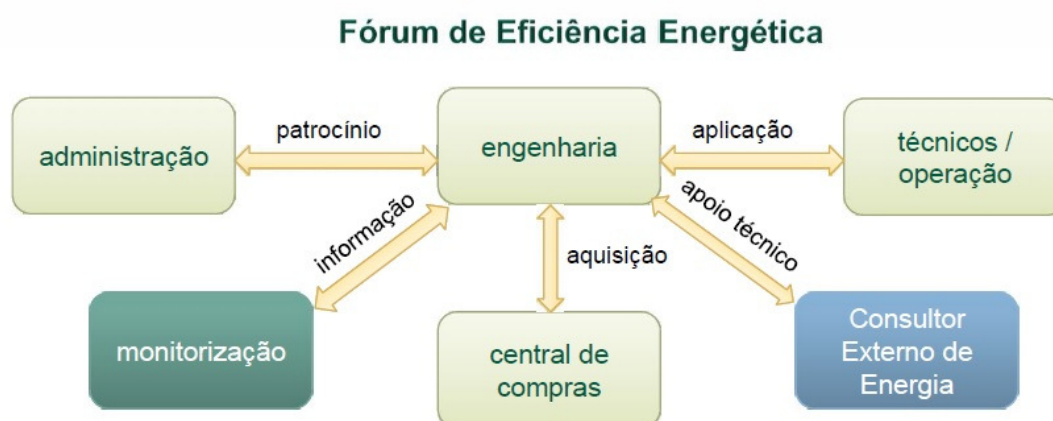 Fórum de Eficiência Energética
administração
patrocínio
engenharia
aplicação
técnicos /
operação
informação
aquisição
apoio técnico
monitorização
central de
compras
Consultor
Externo de
Energia